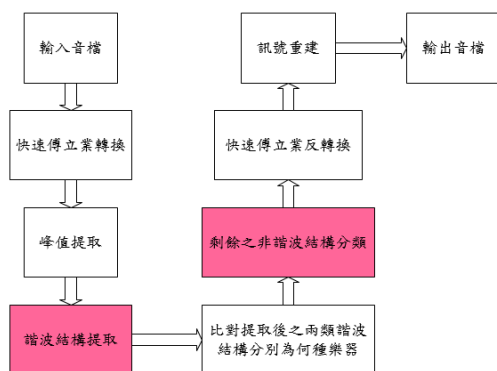 輸入音檔
快速傅立業轉換
峰值提取
諧波結構提取
比對提取後之兩類諧波
結構分別為何種樂器
剩餘之非諧波結構分類
快速傅立業反轉換
訊號重建
輸出音檔